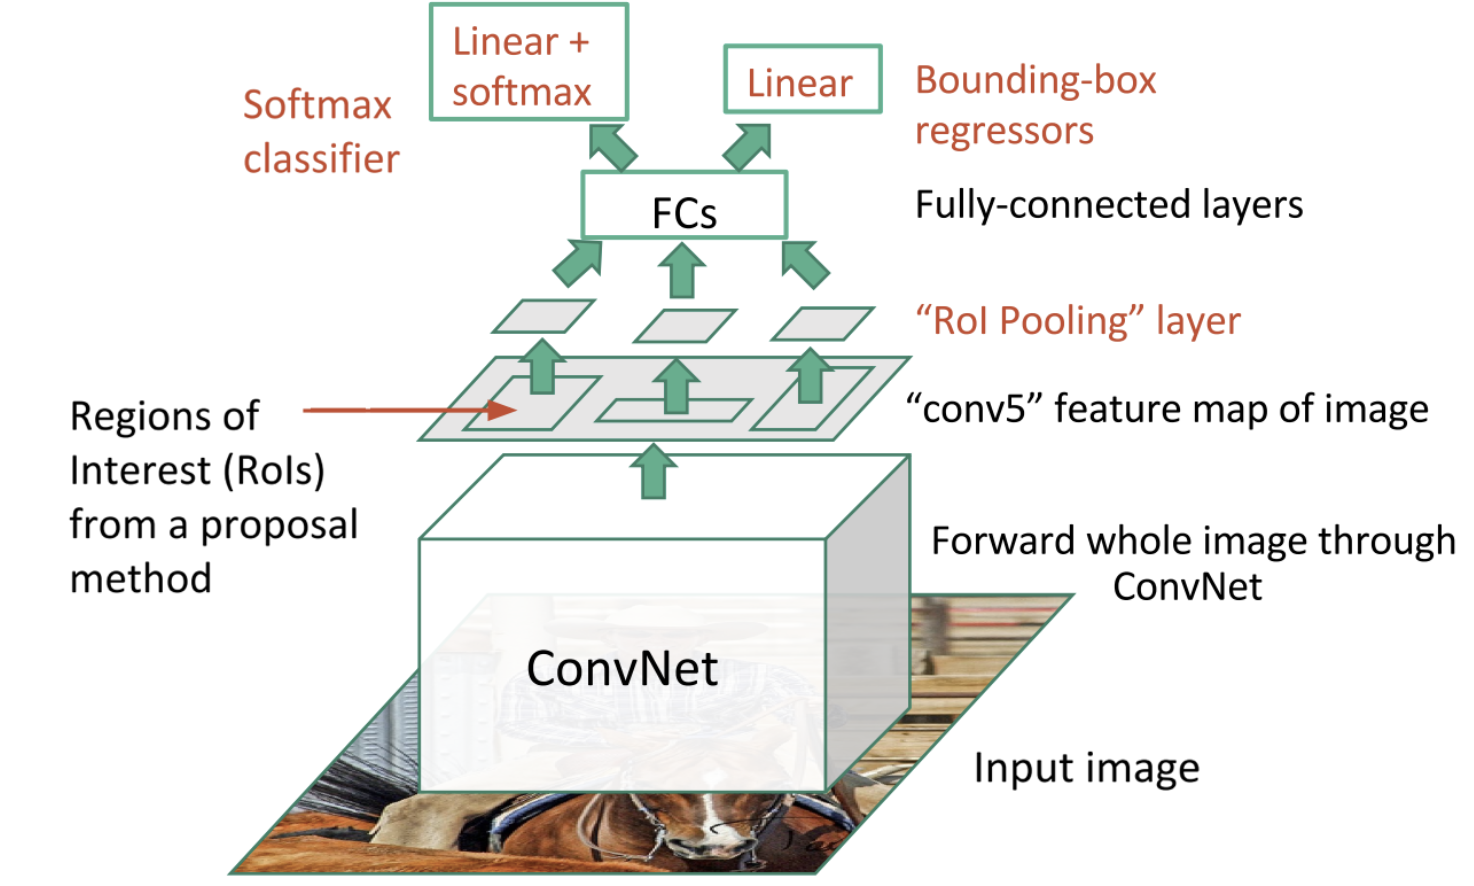 Linear +
softmax
Linear
Softmax
classifier
Bounding-box
regressors
FCs
Fully-connected layers
“RoI Pooling” layer
Regions of
Interest (RoIs)
from a proposal
method
“conv5” feature map of image
Forward whole image through
ConvNet
ConvNet
Input image